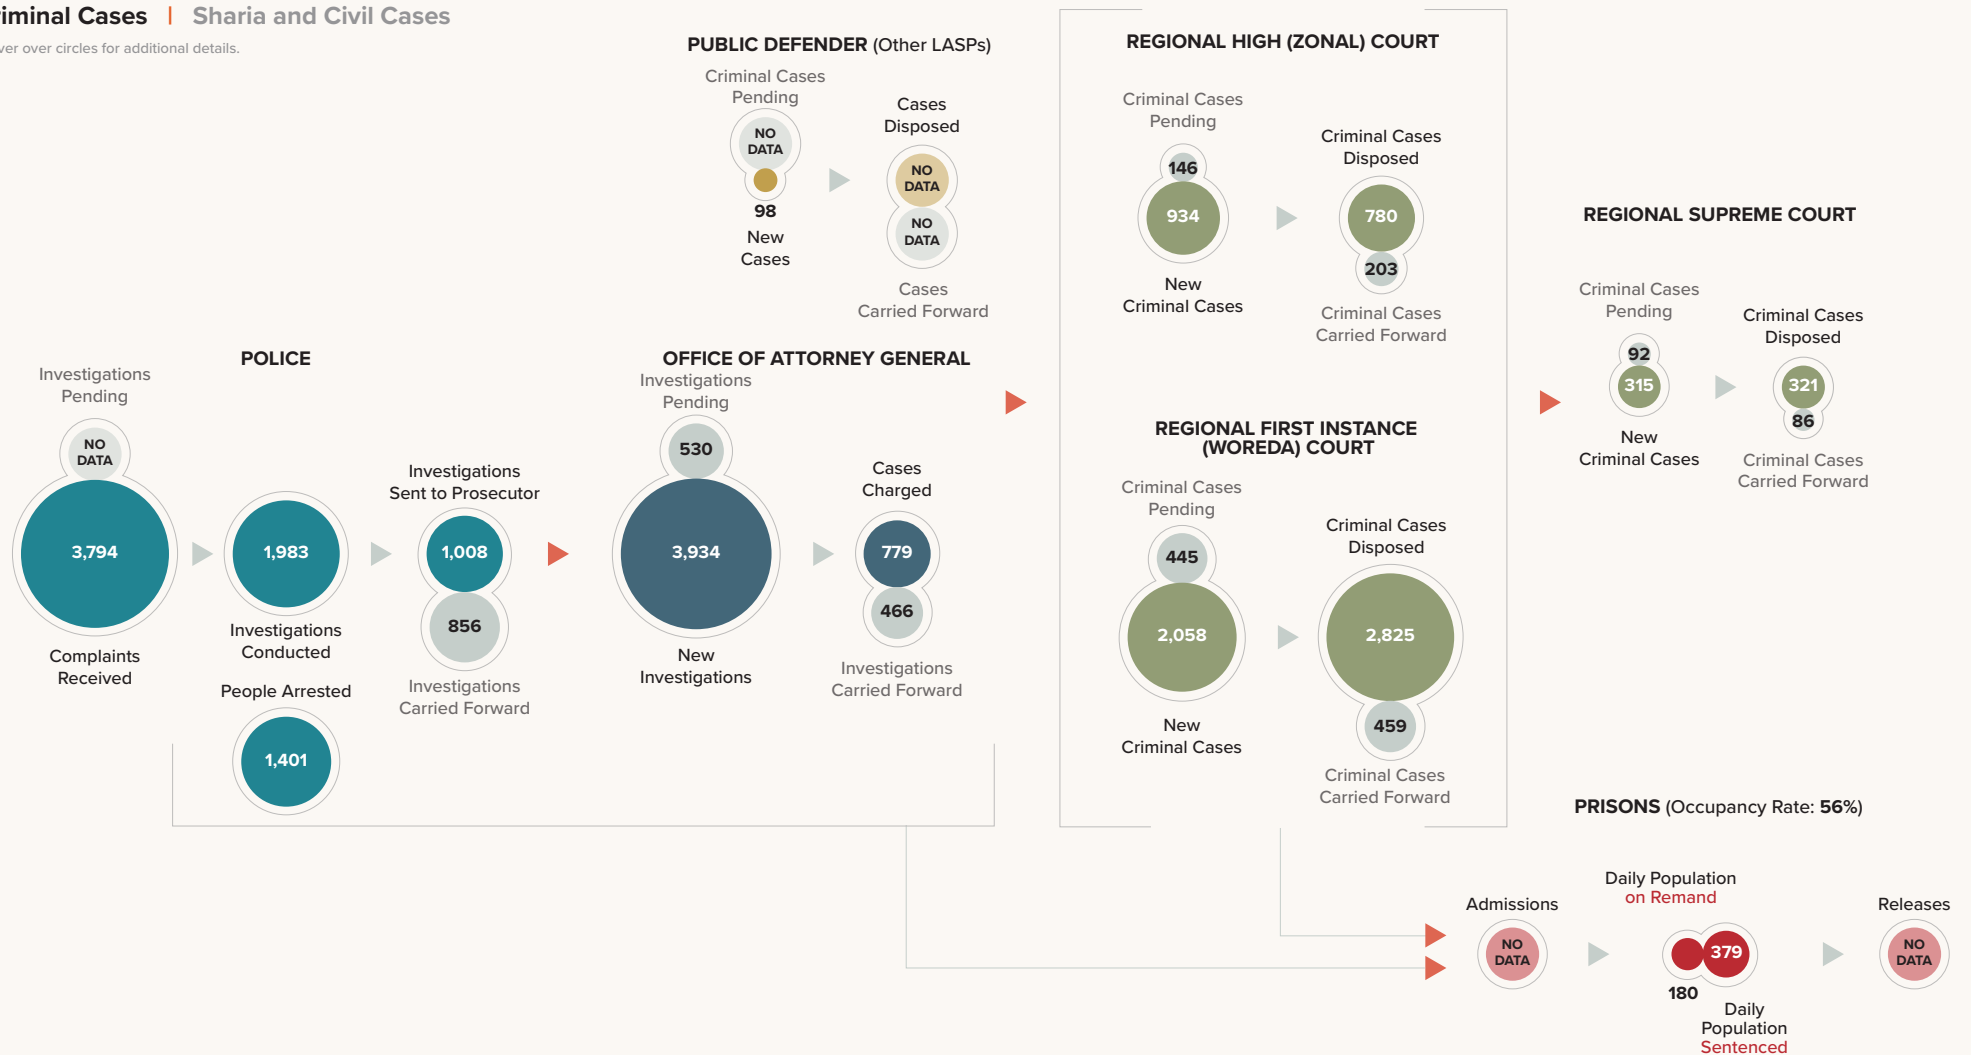 riminal Cases | Sharia and Civil Cases
ver over circles for additional details.
PUBLIC DEFENDER (Other LASPs)
Criminal Cases
Pending
NO
DATA
98
New
Cases
Cases
Disposed
NO
DATA
NO
DATA
Cases
Carried Forward
POLICE
Investigations
Pending
NO
DATA
3,794
Complaints
Received
1,983
Investigations
Conducted
People Arrested
1,401
Investigations
Sent to Prosecutor
1,008
856
Investigations
Carried Forward
OFFICE OF ATTORNEY GENERAL
Investigations
Pending
530
3,934
New
Investigations
Cases
Charged
779
466
Investigations
Carried Forward
REGIONAL HIGH (ZONAL) COURT
Criminal Cases
Pending
146
934
New
Criminal Cases
Criminal Cases
Disposed
780
203
Criminal Cases
Carried Forward
REGIONAL FIRST INSTANCE
(WOREDA) COURT
Criminal Cases
Pending
445
2,058
New
Criminal Cases
Criminal Cases
Disposed
2,825
459
Criminal Cases
Carried Forward
REGIONAL SUPREME COURT
Criminal Cases
Pending
92
315
New
Criminal Cases
Criminal Cases
Disposed
321
86
Criminal Cases
Carried Forward
PRISONS (Occupancy Rate: 56%)
Admissions
NO
DATA
Daily Population
on Remand
180
379
Daily
Population
Sentenced
Releases
NO
DATA